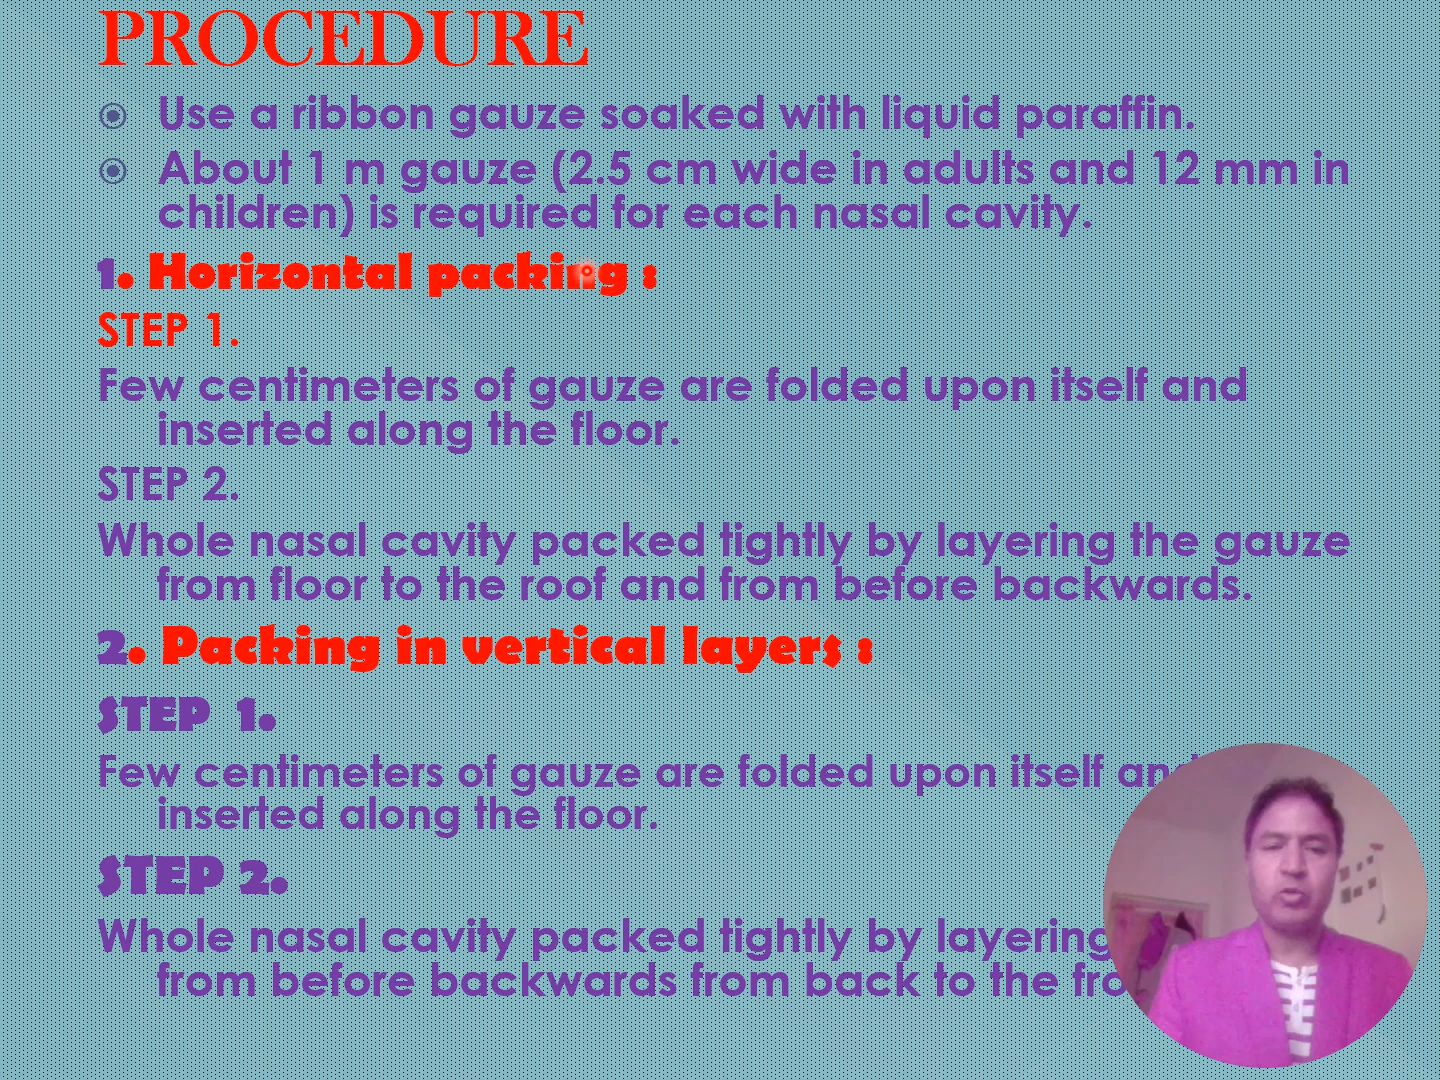 PROCEDURE
Use a ribbon gauze soaked with liquid paraffin.
About 1 m gauze (2.5 cm wide in adults and 12 mm in
children) is required for each nasal cavity.
1. Horizontal packing :
STEP 1.
Few centimeters of gauze are folded upon itself and
inserted along the floor.
STEP 2.
Whole nasal cavity packed tightly by layering the gauze
from floor to the roof and from before backwards.
2. Packing in vertical layers :
STEP 1.
Few centimeters of gauze are folded upon itself and
inserted along the floor.
STEP 2.
Whole nasal cavity packed tightly by layering
from before backwards from back to the